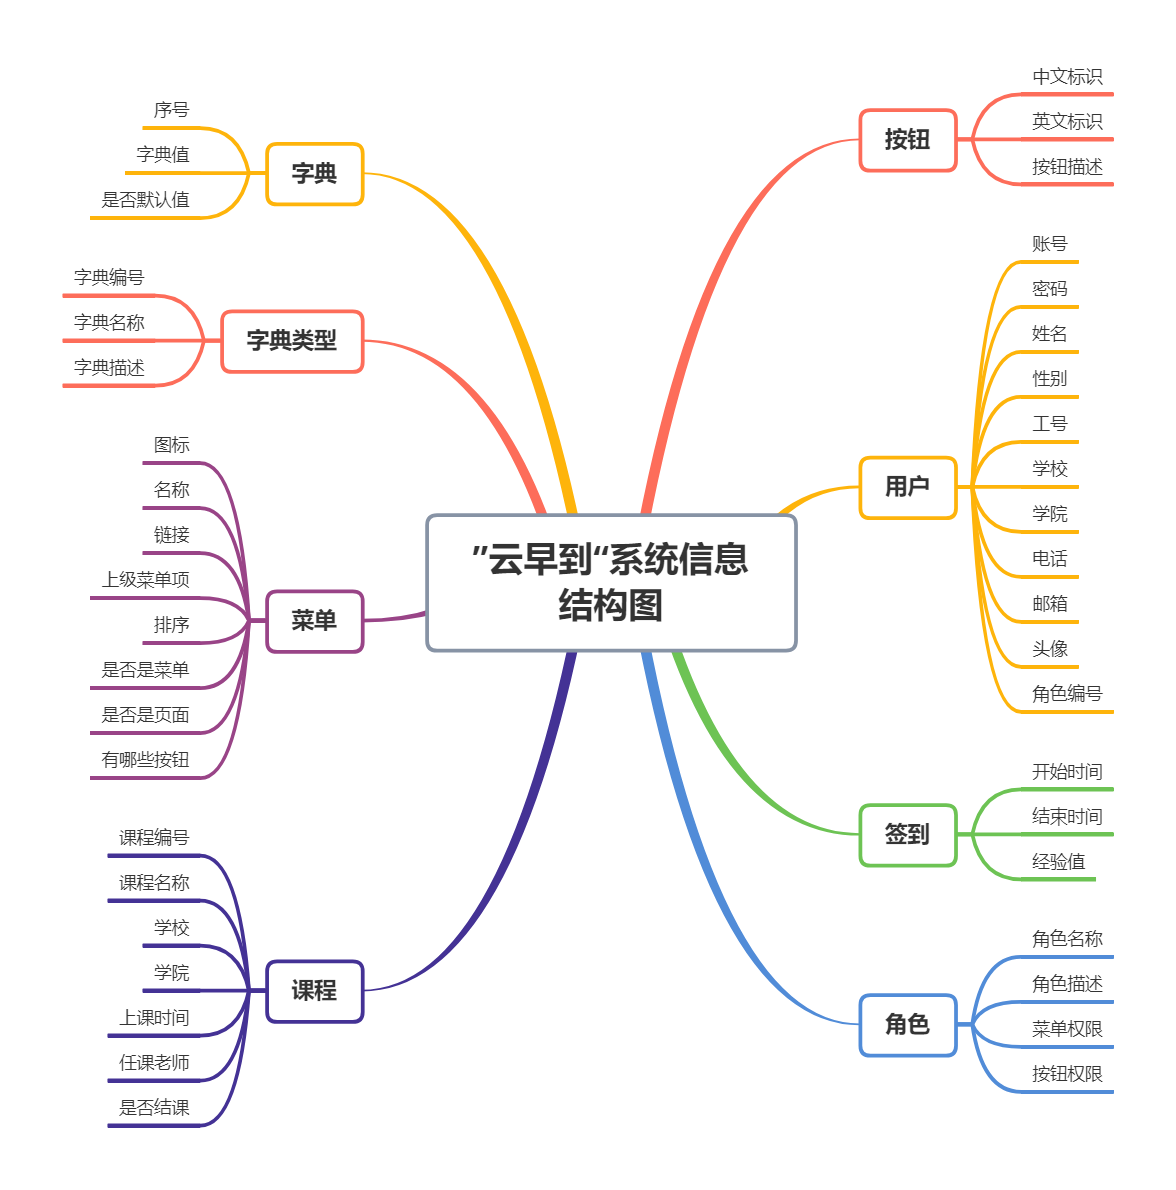 ”云早到“系统信息
结构图
按钮
中文标识
英文标识
按钮描述
用户
账号
密码
姓名
性别
工号
学校
学院
电话
邮箱
头像
角色编号
签到
开始时间
结束时间
经验值
角色
角色名称
角色描述
菜单权限
按钮权限
字典
序号
字典值
是否默认值
字典类型
字典编号
字典名称
字典描述
菜单
图标
名称
链接
上级菜单项
排序
是否是菜单
是否是页面
有哪些按钮
课程
课程编号
课程名称
学校
学院
上课时间
任课老师
是否结课